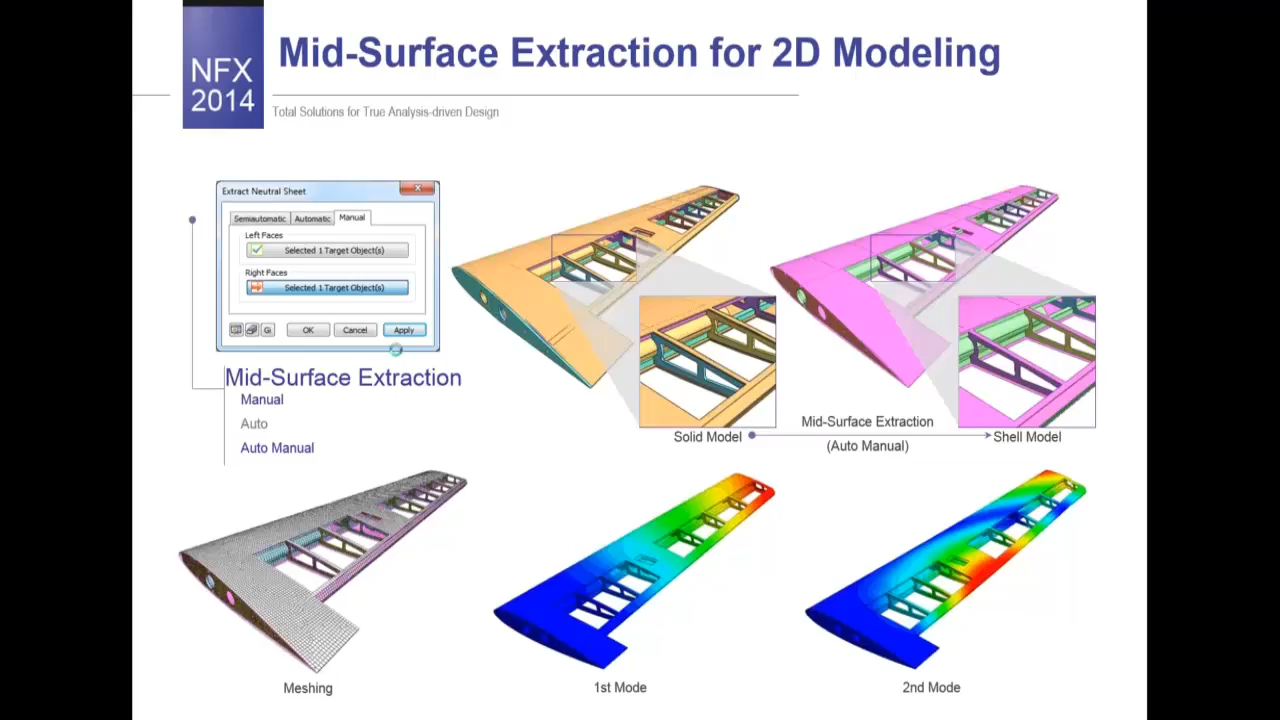 NFX
2014
Mid-Surface Extraction for 2D Modeling
Total Solutions for True Analysis-driven Design
Extract Neutral Sheet
Semiautomatic Automatic Manual
Left Faces
Selected 1 Target Object(s)
Right Faces
Selected 1 Target Object(s)
OK Cancel Apply
Mid-Surface Extraction
Manual
Auto
Auto Manual
Solid Model
Mid-Surface Extraction
(Auto Manual)
Shell Model
Meshing
1st Mode
2nd Mode